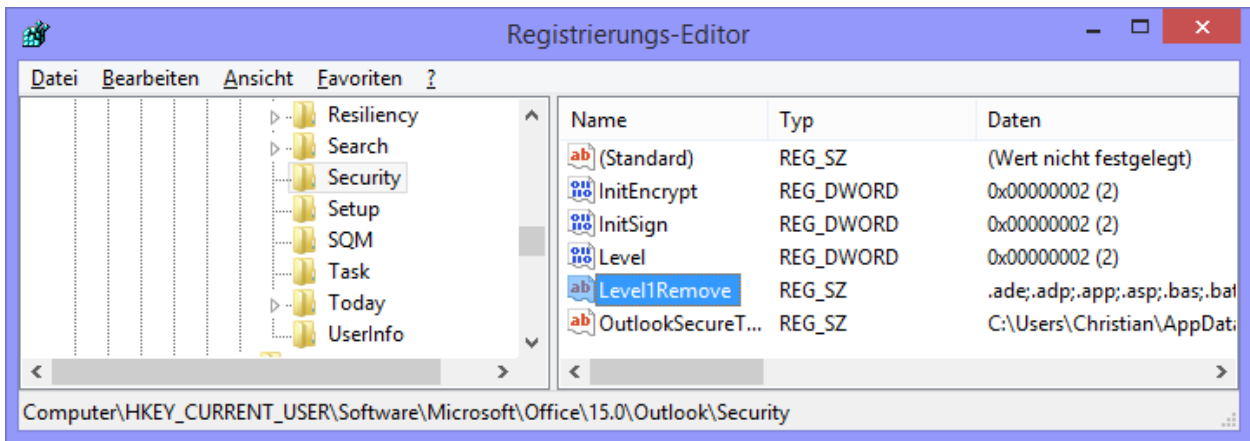 Registrierungs-Editor
Datei Bearbeiten Ansicht Favoriten ?
Resiliency
Search
Security
Setup
SQM
Task
Today
UserInfo
Name Typ Daten
(Standard) REG_SZ (Wert nicht festgelegt)
InitEncrypt REG_DWORD 0x00000002 (2)
InitSign REG_DWORD 0x00000002 (2)
Level REG_DWORD 0x00000002 (2)
Level1Remove REG_SZ .ade;.adp;.app;.asp;.bas;.bat
OutlookSecureT... REG_SZ C:\Users\Christian\AppData
Computer\HKEY_CURRENT_USER\Software\Microsoft\Office\15.0\Outlook\Security